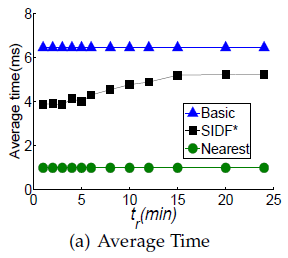 8
6
4
2
0
Average time(ms)
Basic
SIDF*
Nearest
0 5 10 15 20 25
t_r(min)
(a) Average Time